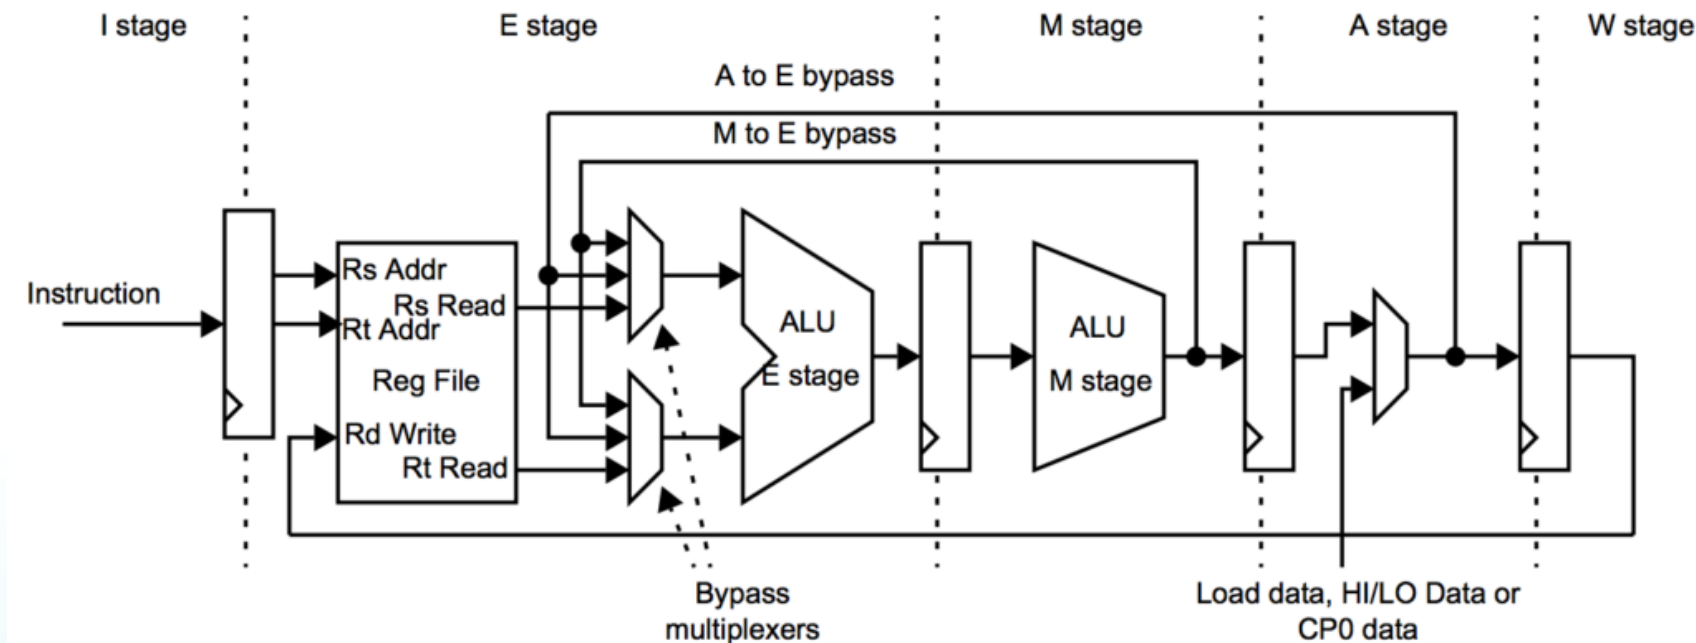 I stage
E stage
M stage
A stage
W stage
A to E bypass
M to E bypass
Instruction
Rs Addr
Rs Read
Rt Addr
Reg File
Rd Write
Rt Read
ALU
E stage
ALU
M stage
Bypass
multiplexers
Load data, HI/LO Data or
CP0 data